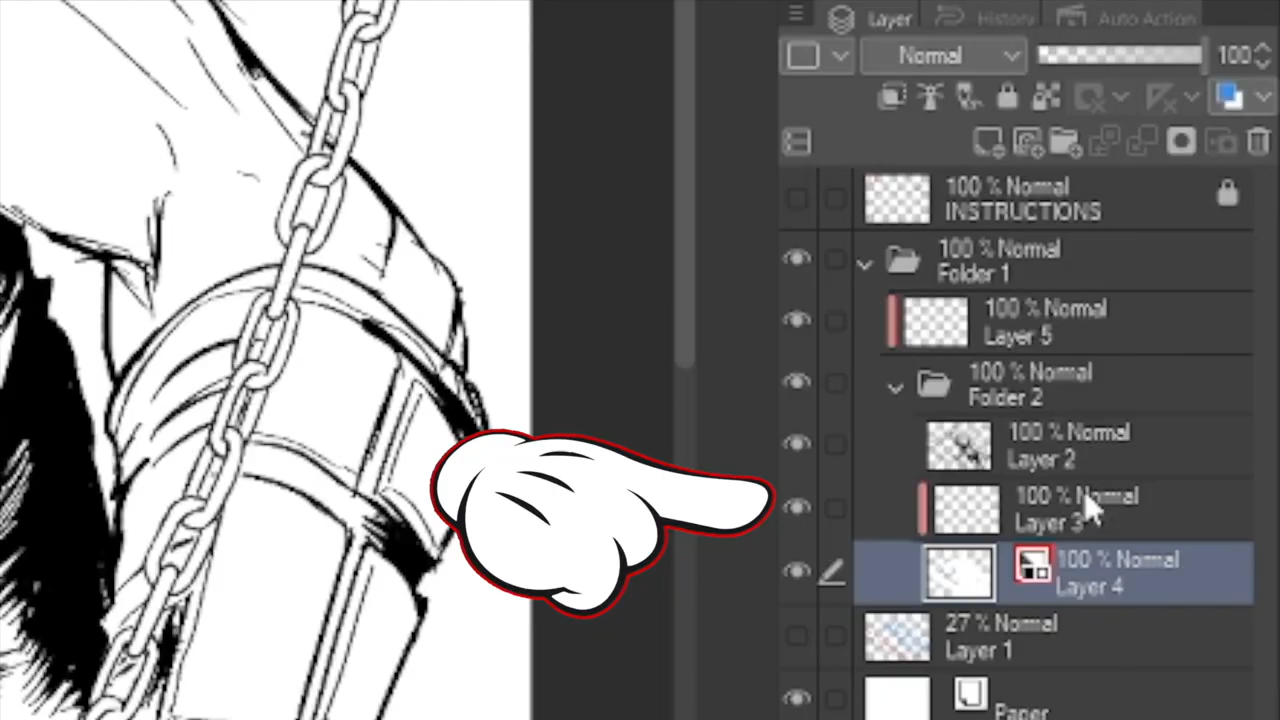 Layer History Auto Action
Normal 100
100 % Normal
INSTRUCTIONS
100 % Normal
Folder 1
100 % Normal
Layer 5
100 % Normal
Folder 2
100 % Normal
Layer 2
100 % Normal
Layer 3
100 % Normal
Layer 4
27 % Normal
Layer 1
Paper